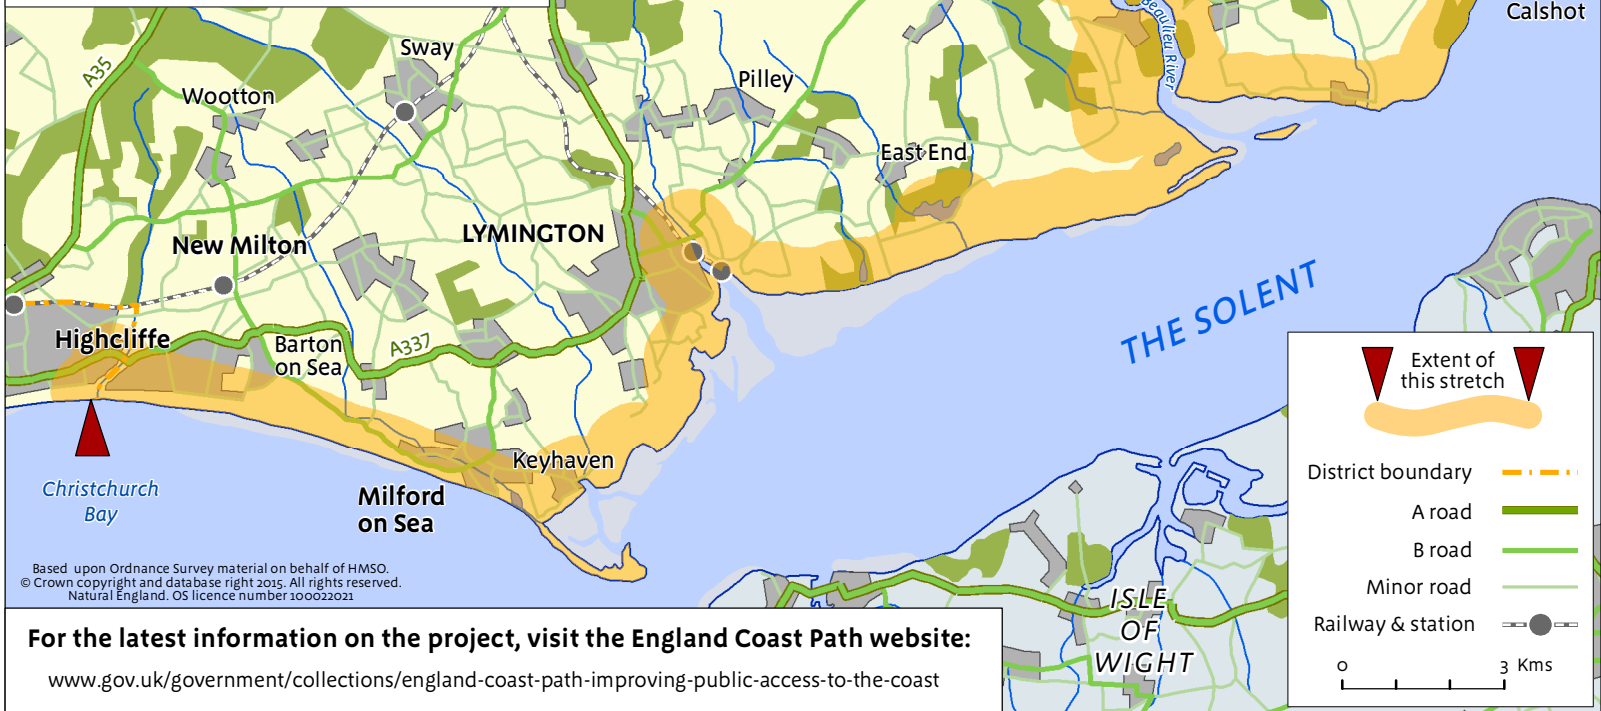 Calshot
Beaulieu River
Sway
A35
Pilley
Wootton
East End
LYMINGTON
New Milton
THE SOLENT
Highcliffe
Barton
on Sea
A337
Keyhaven
Christchurch
Bay
Milford
on Sea
Based upon Ordnance Survey material on behalf of HMSO.
© Crown copyright and database right 2015. All rights reserved.
Natural England. OS licence number 100022021
ISLE
OF
WIGHT
For the latest information on the project, visit the England Coast Path website:
www.gov.uk/government/collections/england-coast-path-improving-public-access-to-the-coast
Extent of
this stretch
District boundary
A road
B road
Minor road
Railway & station
0 3 Kms